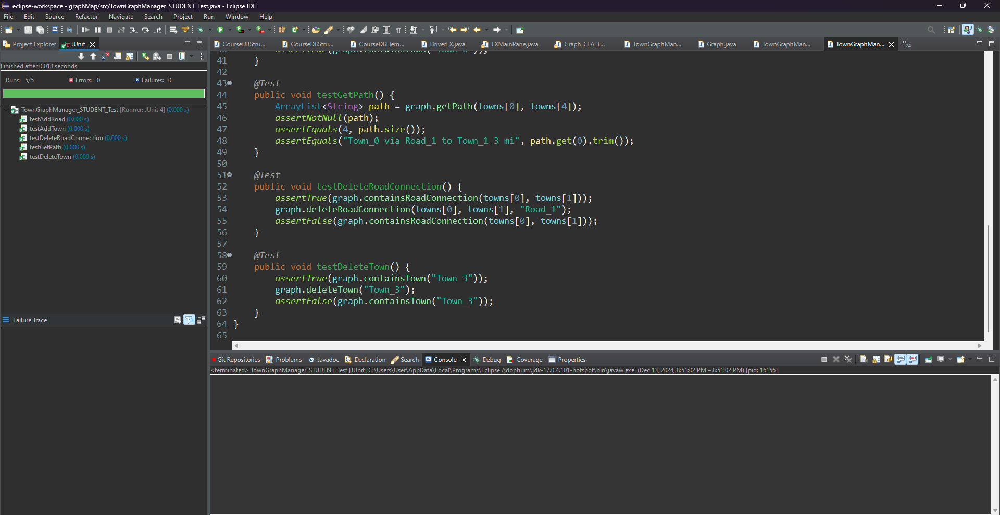 eclipse-workspace - graphMap/src/TownGraphManager_STUDENT_Test.java - Eclipse IDE
File Edit Source Refactor Navigate Search Project Run Window Help
Project Explorer JUnit
CourseDBStru... CourseDBStru... CourseDBElem... DriverFX.java FXMainPane.java Graph_GFA_T... TownGraphMan... Graph.java TownGraphMan... TownGraphMan... 24
Finished after 0.018 seconds
Runs: 5/5 Errors: 0 Failures: 0
TownGraphManager_STUDENT_Test [Runner: JUnit 4] (0.000 s)
testAddRoad (0.000 s)
testAddTown (0.000 s)
testDeleteRoadConnection (0.000 s)
testGetPath (0.000 s)
testDeleteTown (0.000 s)
Failure Trace
41 }
42
43 @Test
44 public void testGetPath() {
45 ArrayList<String> path = graph.getPath(towns[0], towns[4]);
46 assertNotNull(path);
47 assertEquals(4, path.size());
48 assertEquals("Town_0 via Road_1 to Town_1 3 mi", path.get(0).trim());
49 }
50
51 @Test
52 public void testDeleteRoadConnection() {
53 assertTrue(graph.containsRoadConnection(towns[0], towns[1]));
54 graph.deleteRoadConnection(towns[0], towns[1], "Road_1");
55 assertFalse(graph.containsRoadConnection(towns[0], towns[1]));
56 }
57
58 @Test
59 public void testDeleteTown() {
60 assertTrue(graph.containsTown("Town_3"));
61 graph.deleteTown("Town_3");
62 assertFalse(graph.containsTown("Town_3"));
63 }
64 }
65
Git Repositories Problems Javadoc Declaration Search Console Debug Coverage Properties
<terminated> TownGraphManager_STUDENT_Test [JUnit] C:\Users\User\AppData\Local\Programs\Eclipse Adoptium\jdk-17.0.4.101-hotspot\bin\javaw.exe (Dec 13, 2024, 8:51:02 PM – 8:51:02 PM) [pid: 16156]